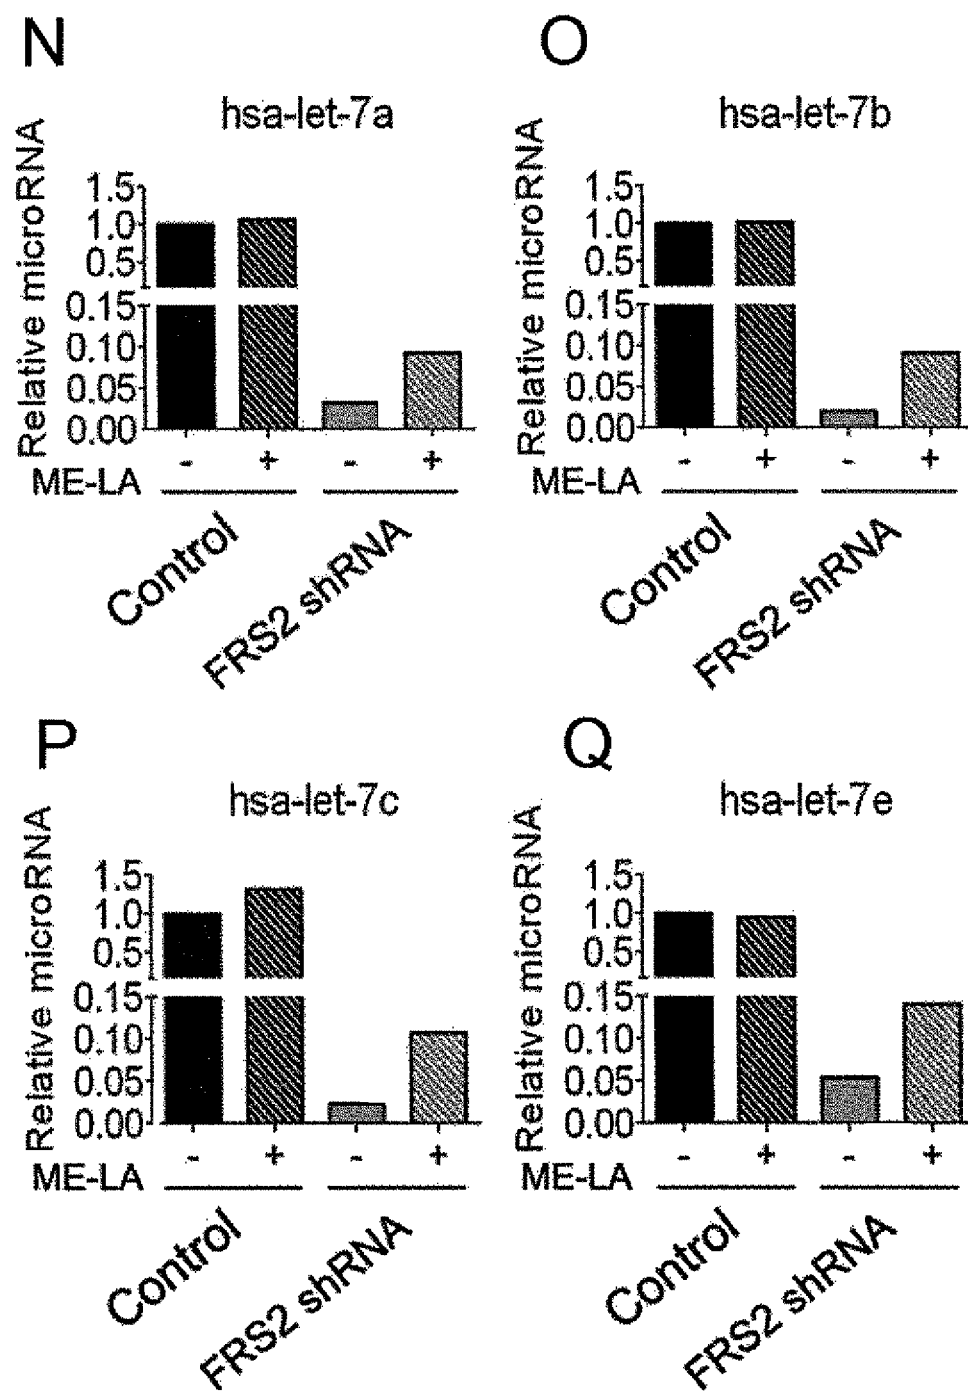 N
hsa-let-7a
Relative microRNA
1.5
1.0
0.5
0.15
0.10
0.05
0.00
- + - +
ME-LA
Control
FRS2 shRNA
O
hsa-let-7b
Relative microRNA
1.5
1.0
0.5
0.15
0.10
0.05
0.00
- + - +
ME-LA
Control
FRS2 shRNA
P
hsa-let-7c
Relative microRNA
1.5
1.0
0.5
0.15
0.10
0.05
0.00
- + - +
ME-LA
Control
FRS2 shRNA
Q
hsa-let-7e
Relative microRNA
1.5
1.0
0.5
0.15
0.10
0.05
0.00
- + - +
ME-LA
Control
FRS2 shRNA